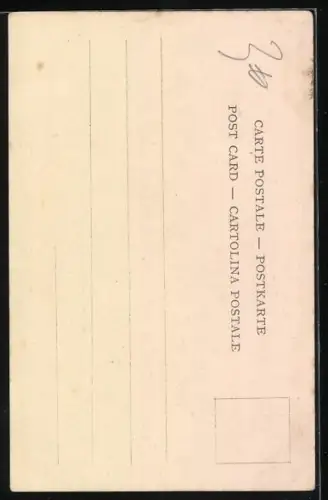 CARTE POSTALE — POSTKARTE
POST CARD — CARTOLINA POSTALE